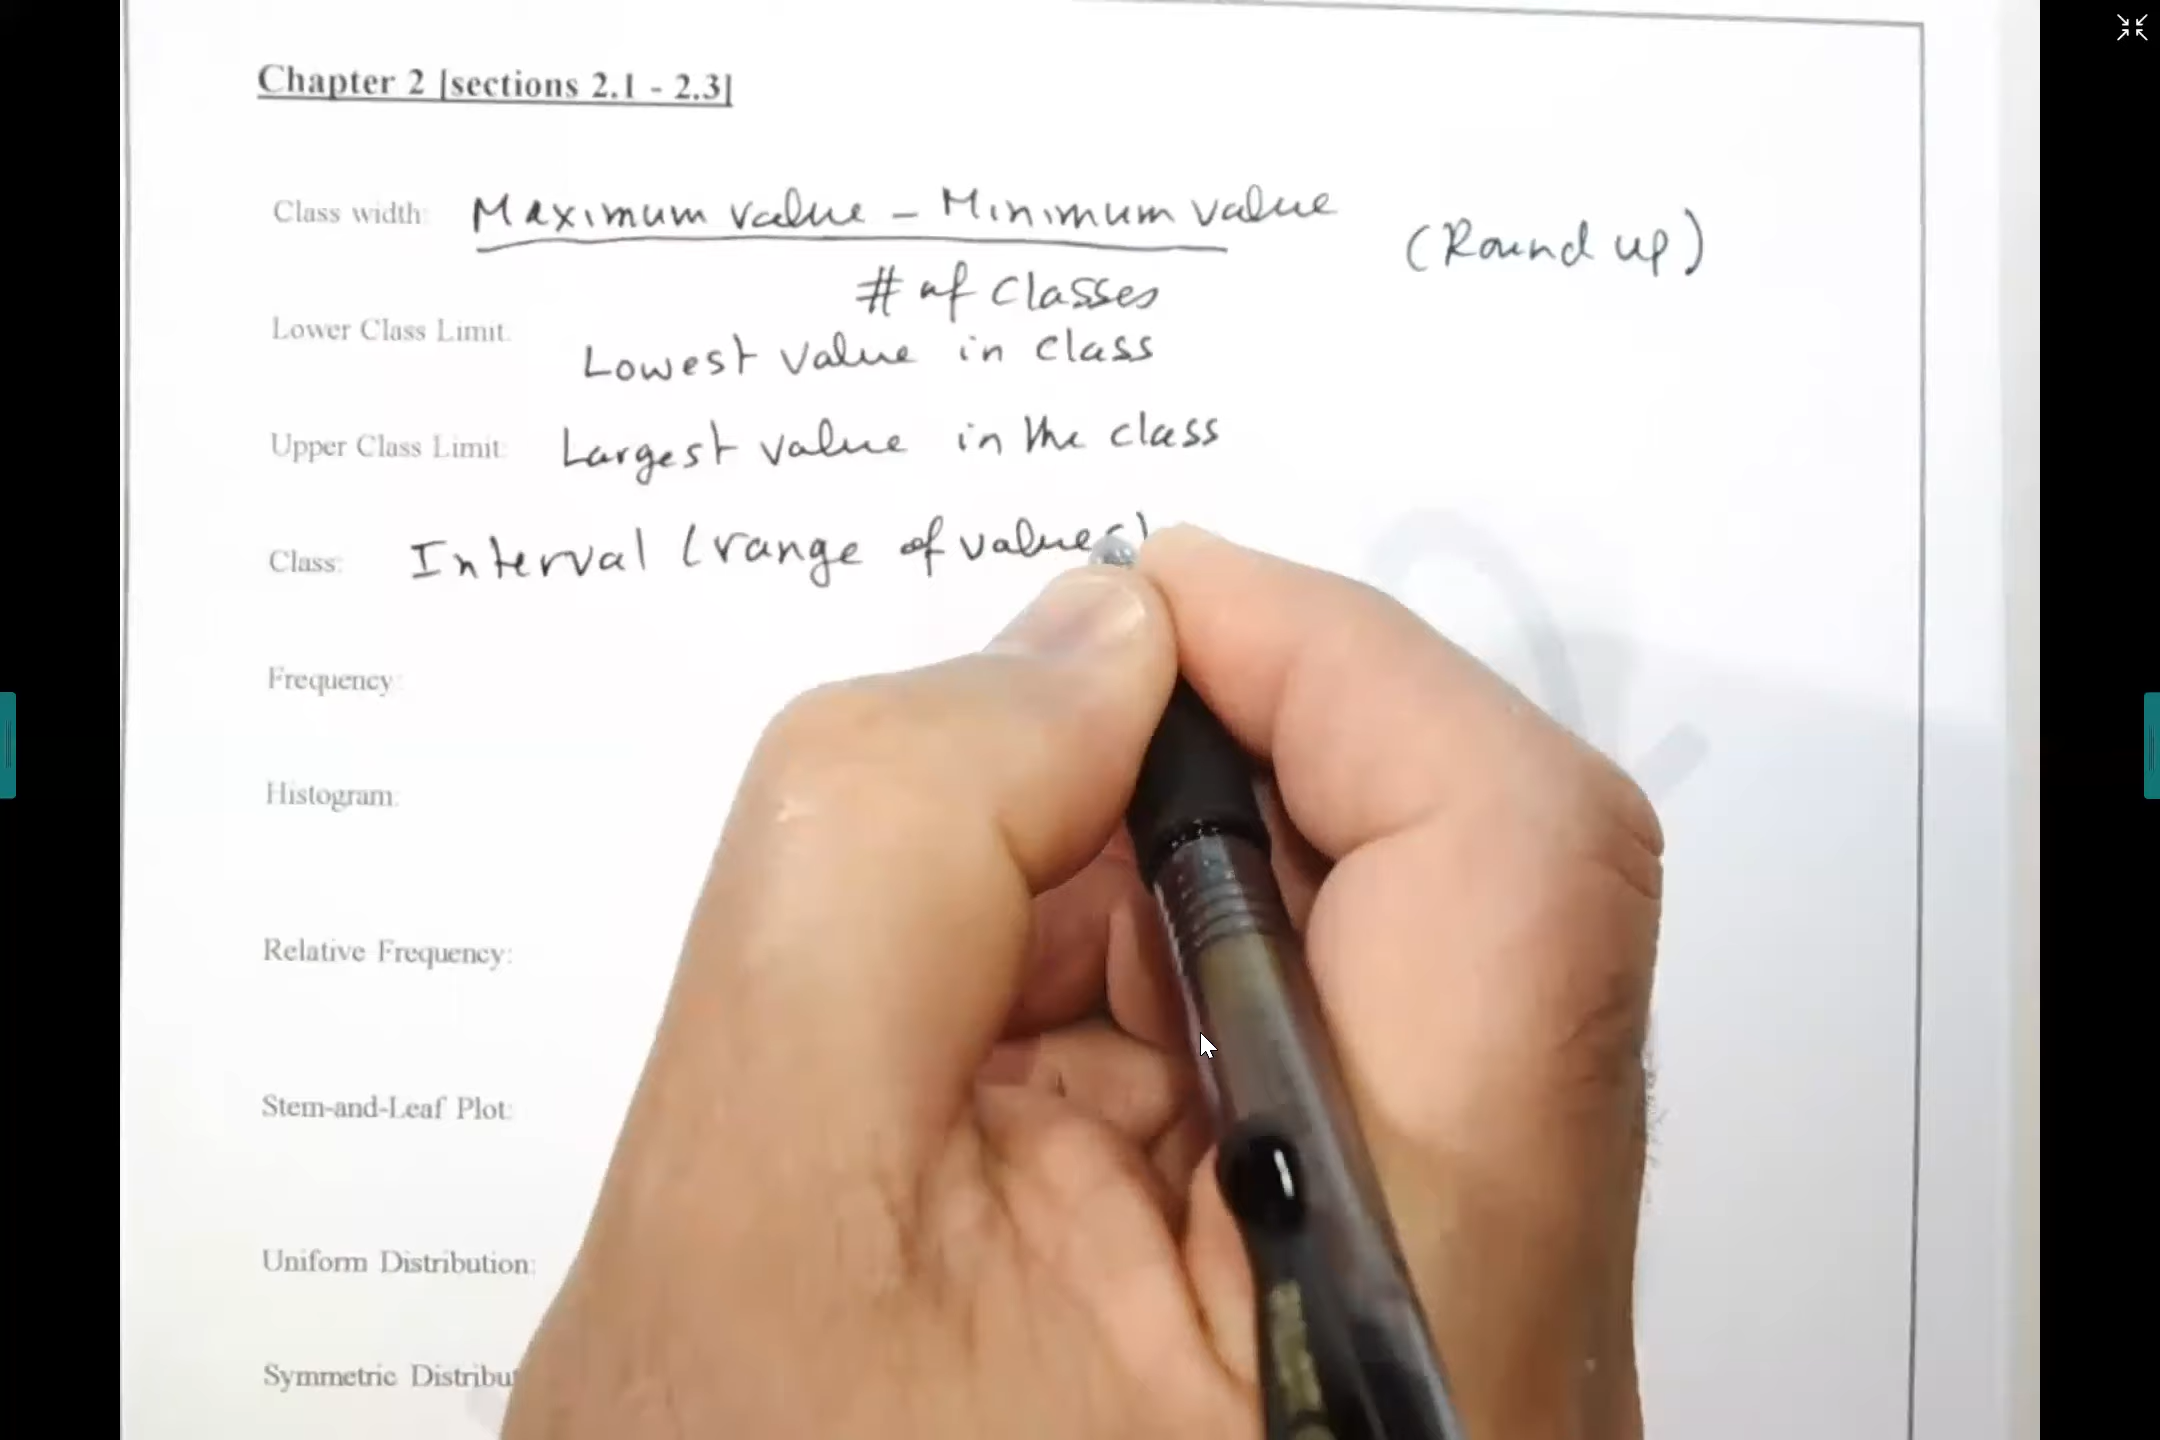 Chapter 2 [sections 2.1 - 2.3]
Class width: Maximum value - Minimum value
(Round up)
# of classes
Lower Class Limit:
Lowest value in class
Upper Class Limit: Largest value in the class
Class: Interval (range of values)
Frequency:
Histogram:
Relative Frequency:
Stem-and-Leaf Plot:
Uniform Distribution:
Symmetric Distribu